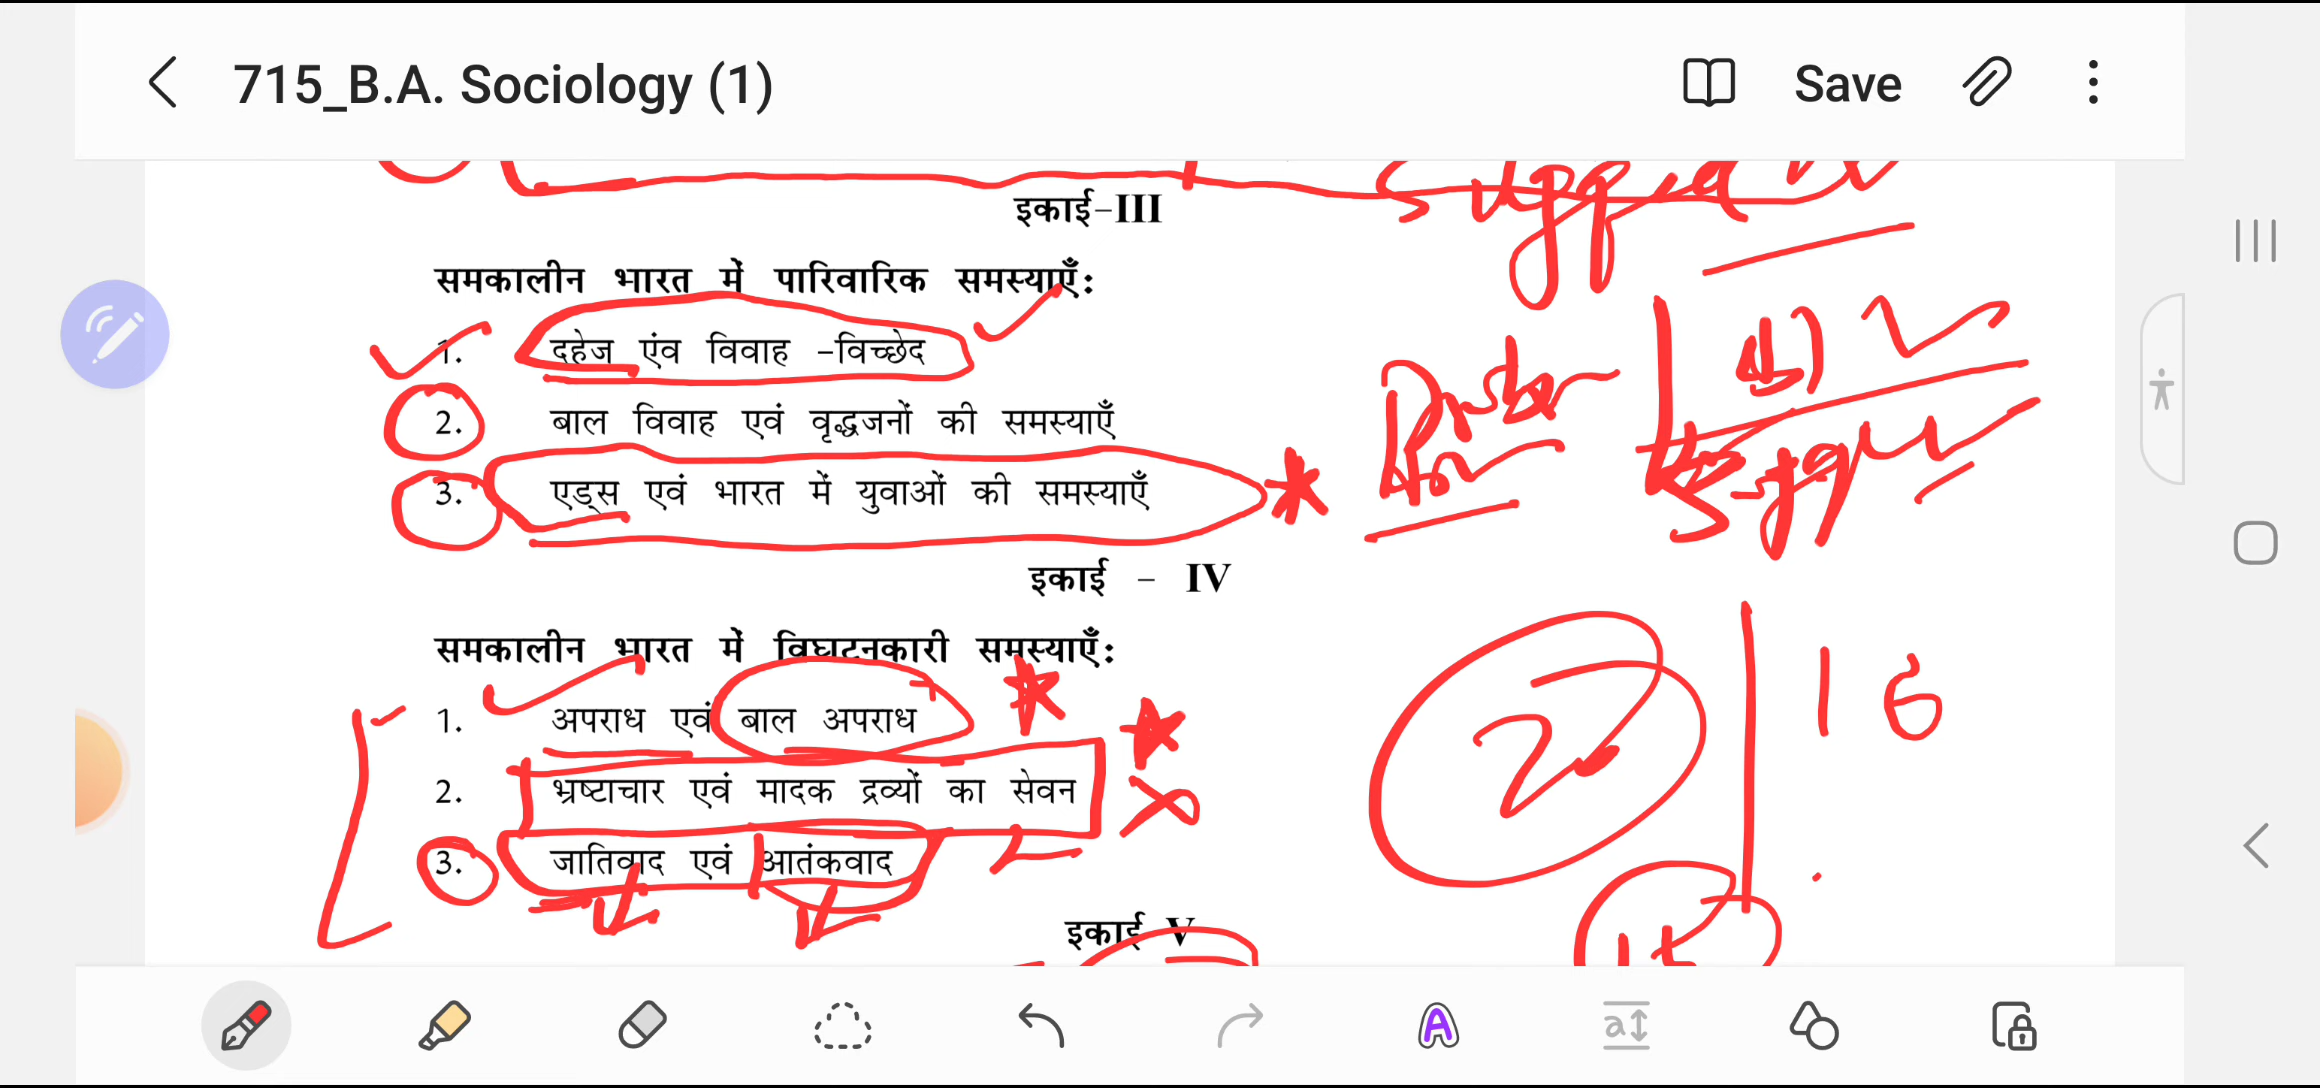 715_B.A. Sociology (1)
Save
इकाई-III
समकालीन भारत में पारिवारिक समस्याएँ:
1. दहेज एंव विवाह -विच्छेद
2. बाल विवाह एवं वृद्धजनों की समस्याएँ
3. एड्स एवं भारत में युवाओं की समस्याएँ
इकाई - IV
समकालीन भारत में विघटनकारी समस्याएँ:
1. अपराध एवं बाल अपराध
2. भ्रष्टाचार एवं मादक द्रव्यों का सेवन
3. जातिवाद एवं आतंकवाद
2 16
15
इकाई V
A
a